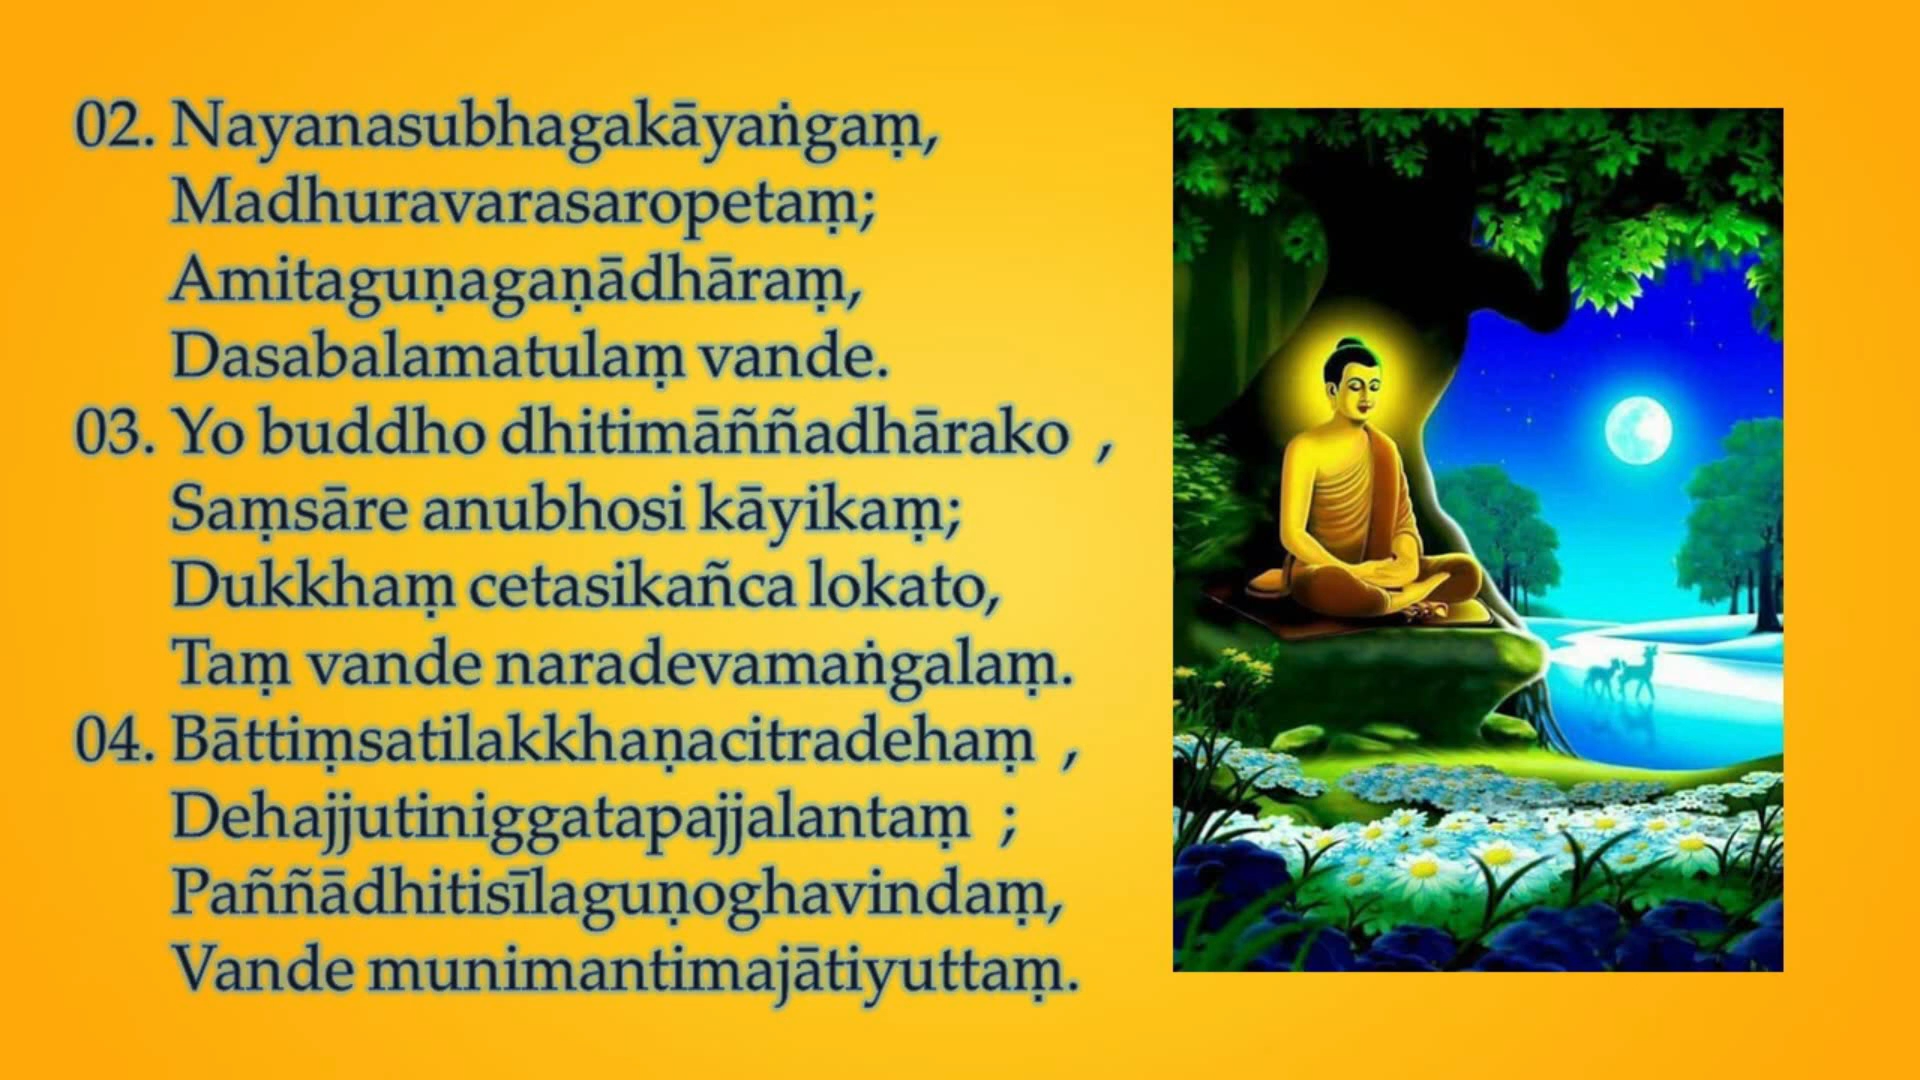 02. Nayanasubhagakāyaṅgaṃ,
Madhuravarasaropetaṃ;
Amitaguṇagaṇādhāraṃ,
Dasabalamatulaṃ vande.
03. Yo buddho dhitimāññadhārako ,
Saṃsāre anubhosi kāyikaṃ;
Dukkhaṃ cetasikañca lokato,
Taṃ vande naradevamaṅgalaṃ.
04. Bāttiṃsatilakkhaṇacitradehaṃ ,
Dehajjutiniggatapajjalantaṃ ;
Paññādhitisīlaguṇoghavindaṃ,
Vande munimantimajātiyuttaṃ.